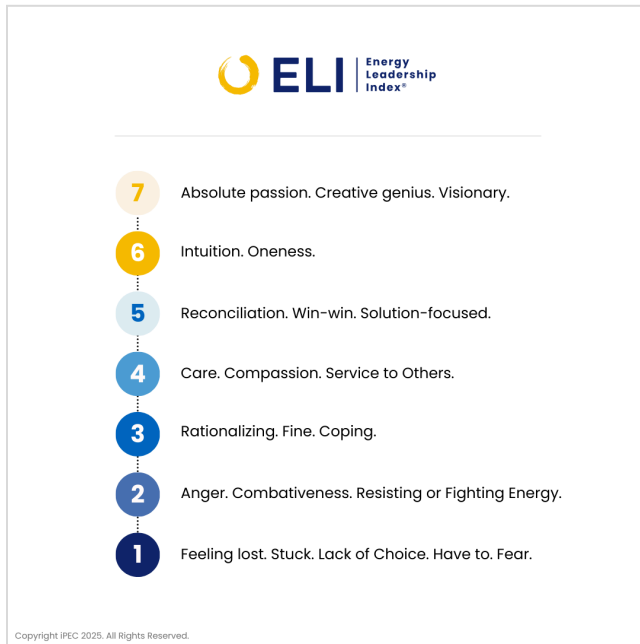 ELI
Energy
Leadership
Index®
7
Absolute passion. Creative genius. Visionary.
6
Intuition. Oneness.
5
Reconciliation. Win-win. Solution-focused.
4
Care. Compassion. Service to Others.
3
Rationalizing. Fine. Coping.
2
Anger. Combativeness. Resisting or Fighting Energy.
1
Feeling lost. Stuck. Lack of Choice. Have to. Fear.
Copyright iPEC 2025. All Rights Reserved.